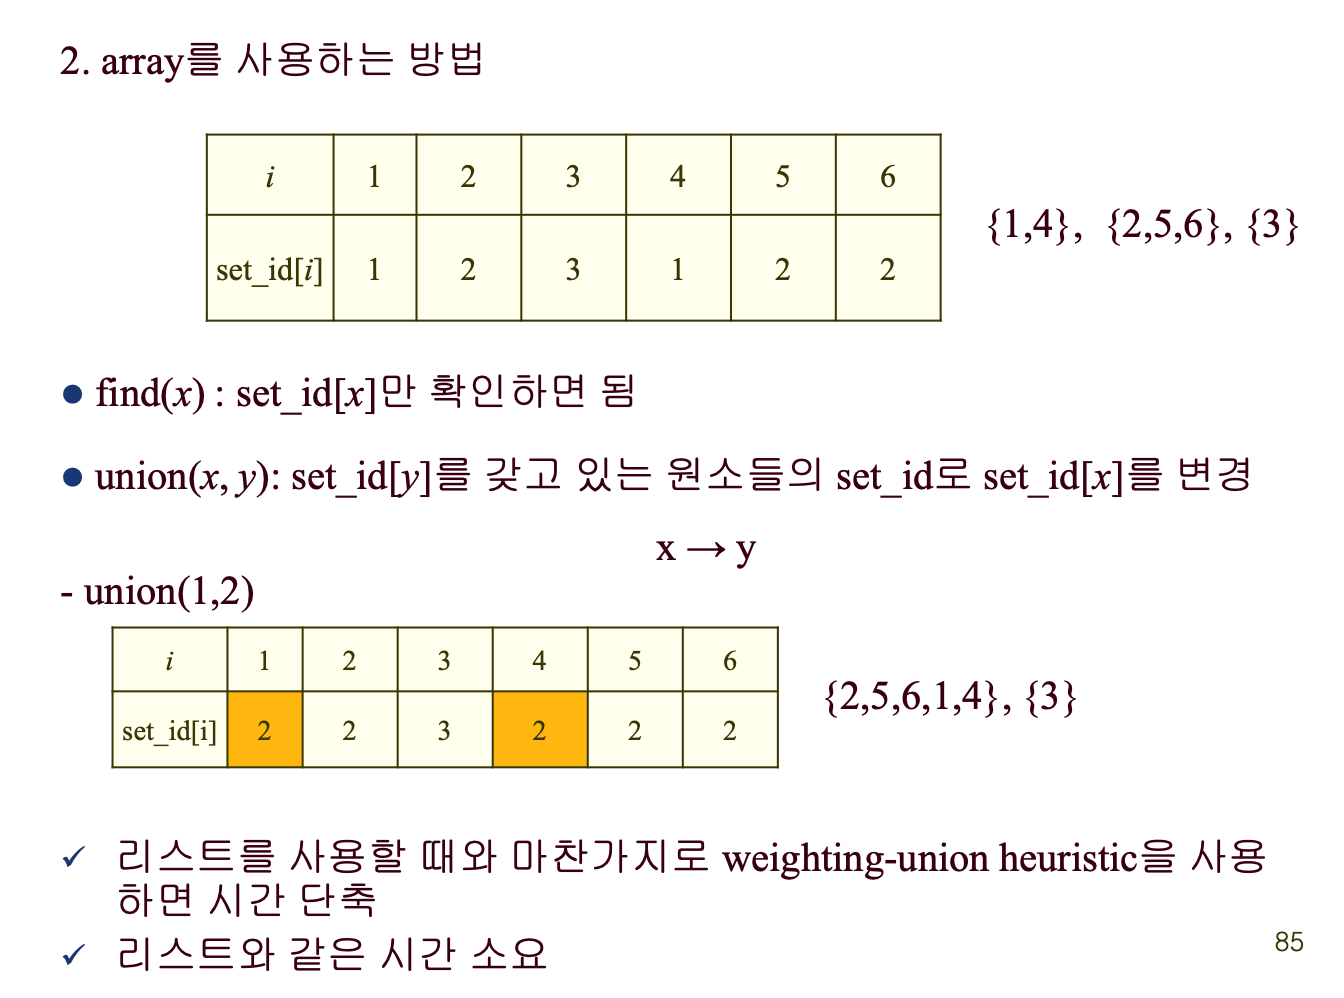 2. array를 사용하는 방법
i 1 2 3 4 5 6
set_id[i] 1 2 3 1 2 2
{1,4}, {2,5,6}, {3}
● find(x) : set_id[x]만 확인하면 됨
● union(x, y): set_id[y]를 갖고 있는 원소들의 set_id로 set_id[x]를 변경
x → y
- union(1,2)
i 1 2 3 4 5 6
set_id[i] 2 2 3 2 2 2
{2,5,6,1,4}, {3}
✓ 리스트를 사용할 때와 마찬가지로 weighting-union heuristic을 사용
하면 시간 단축
✓ 리스트와 같은 시간 소요
85